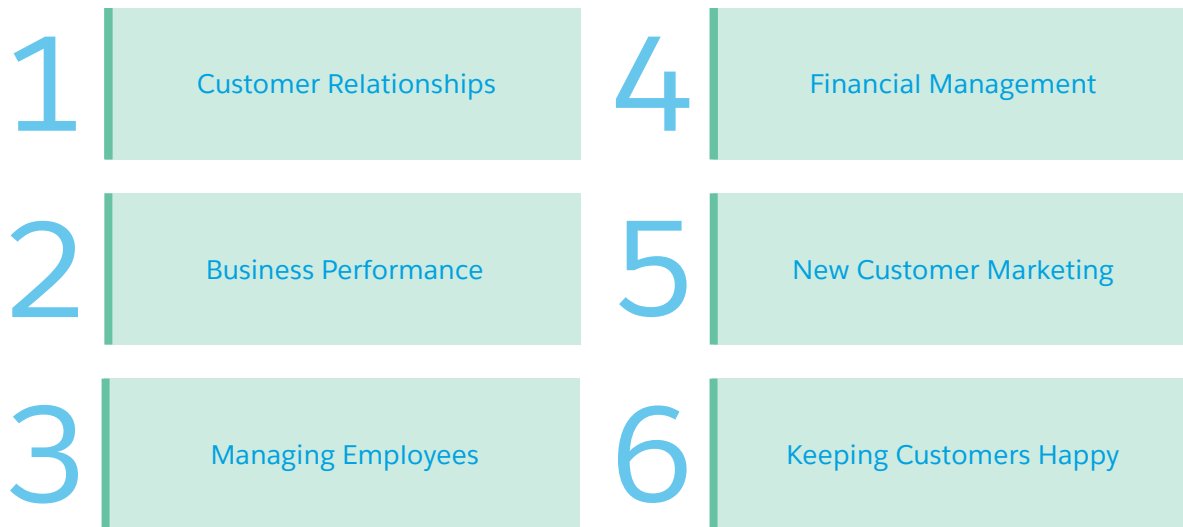 1
Customer Relationships
2
Business Performance
3
Managing Employees
4
Financial Management
5
New Customer Marketing
6
Keeping Customers Happy